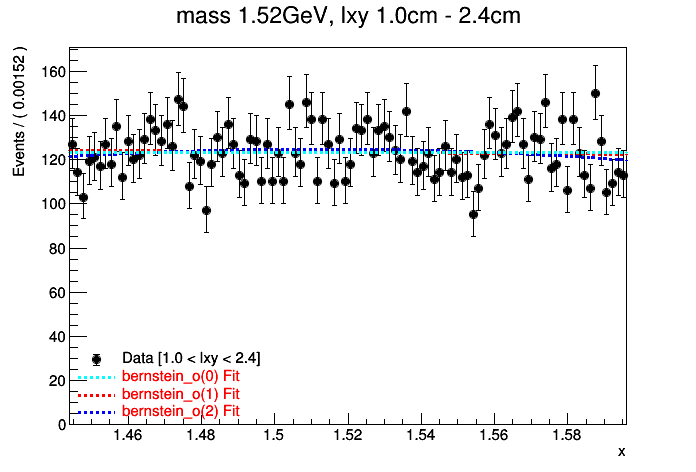 mass 1.52GeV, lxy 1.0cm - 2.4cm
Events / ( 0.00152 )
160
140
120
100
80
60
40
20
0
Data [1.0 < lxy < 2.4]
bernstein_o(0) Fit
bernstein_o(1) Fit
bernstein_o(2) Fit
1.46 1.48 1.5 1.52 1.54 1.56 1.58
x